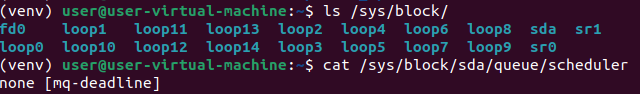 (venv) user@user-virtual-machine:~$ ls /sys/block/
fd0 loop1 loop11 loop13 loop2 loop4 loop6 loop8 sda sr1
loop0 loop10 loop12 loop14 loop3 loop5 loop7 loop9 sr0
(venv) user@user-virtual-machine:~$ cat /sys/block/sda/queue/scheduler
none [mq-deadline]